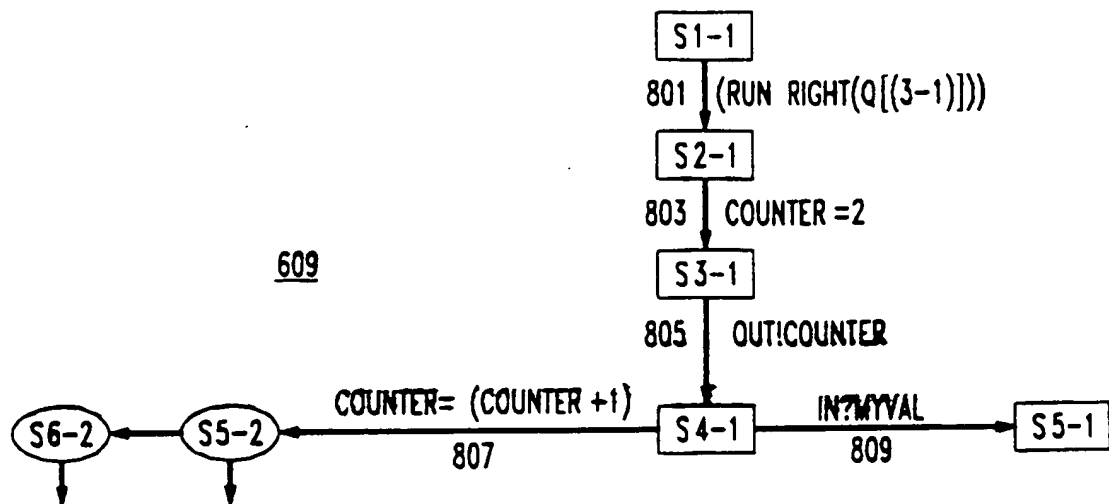 S1-1
801 (RUN RIGHT(Q[(3-1)]))
S2-1
803 COUNTER =2
609
S3-1
805 OUT!COUNTER
COUNTER= (COUNTER +1)
IN?MYVAL
S6-2
S5-2
S4-1
S5-1
807
809